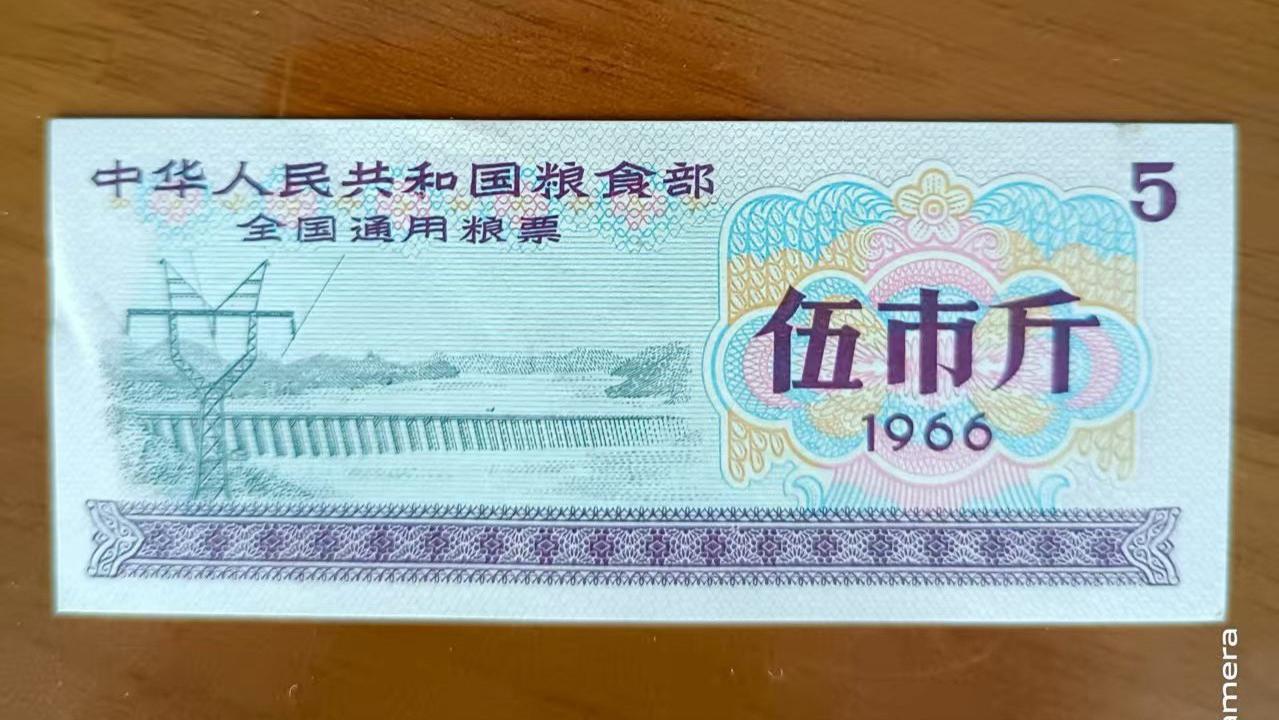 中华人民共和国粮食部
全国通用粮票
5
伍市斤
1966
amera